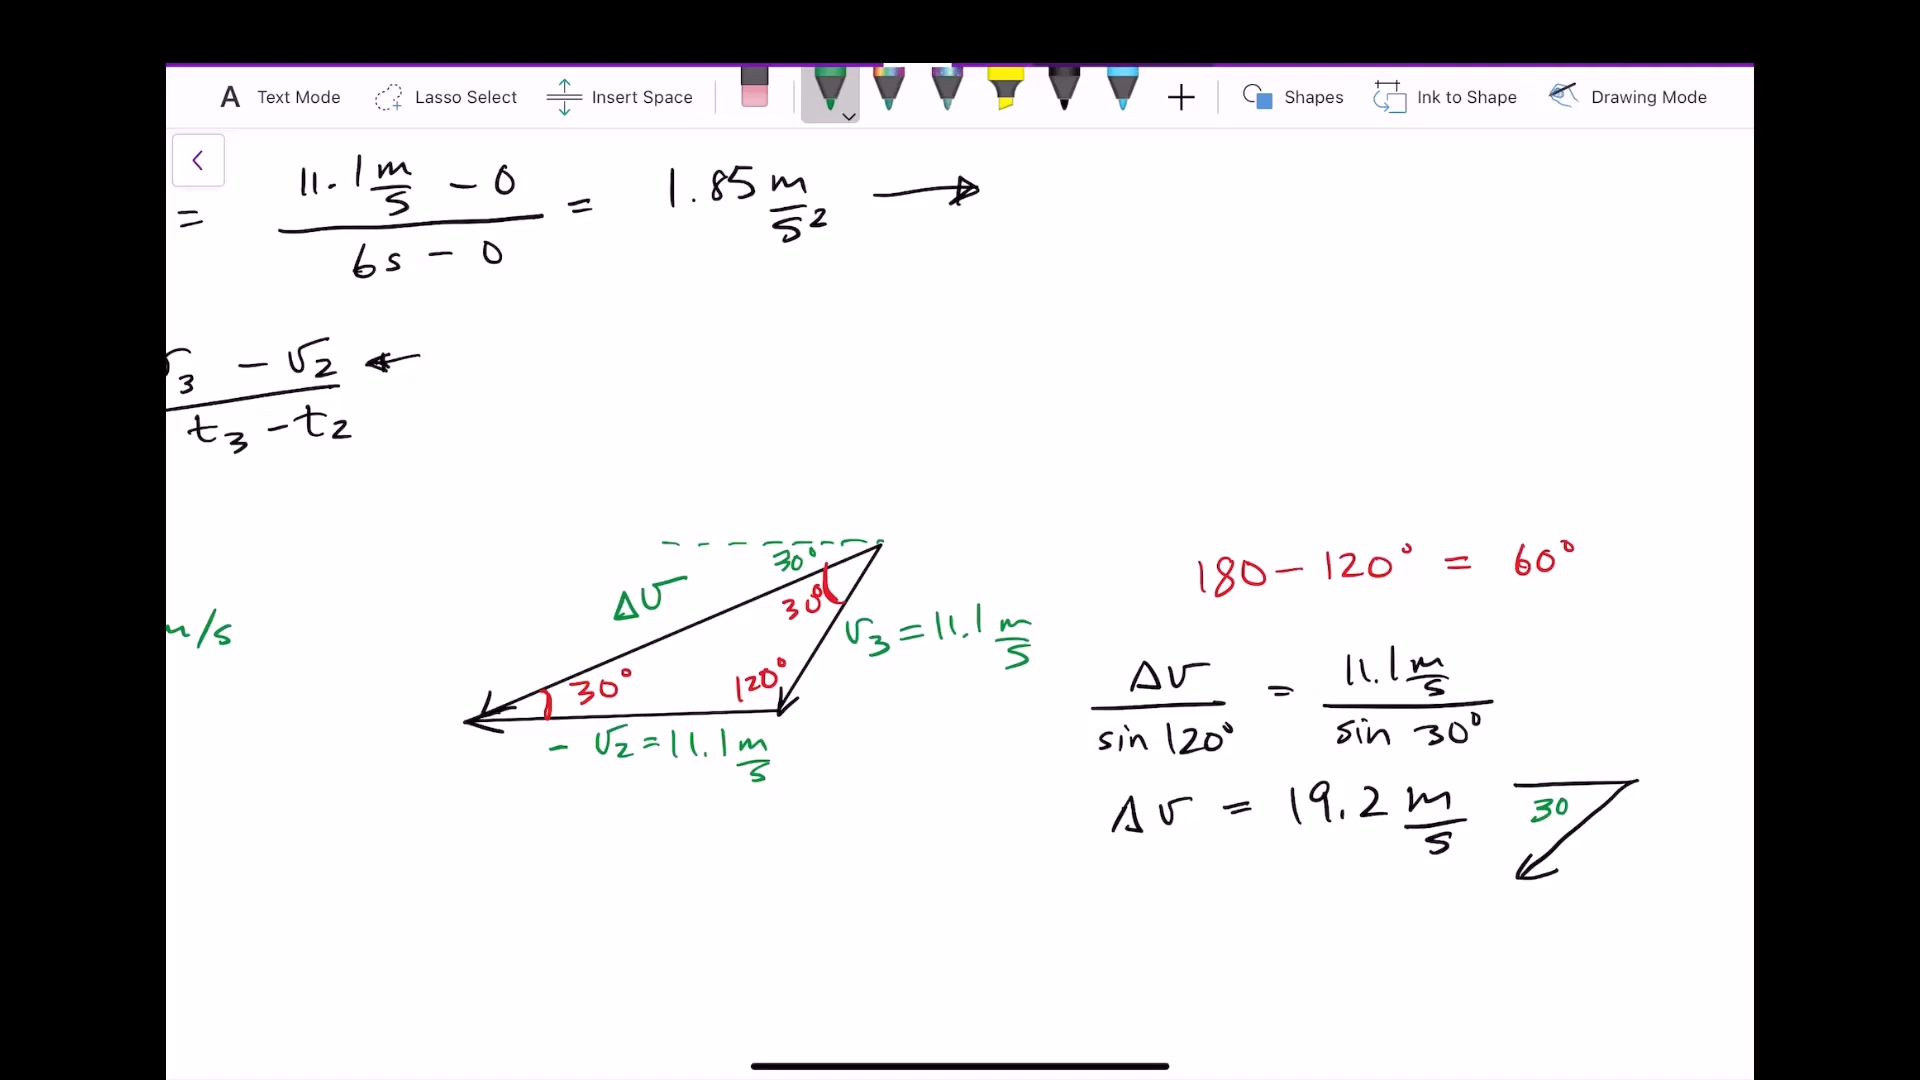 A Text Mode Lasso Select Insert Space Shapes Ink to Shape Drawing Mode
= 11.1 m/s - 0 / 6s - 0 = 1.85 m/s²
v₃ - v₂ / t₃ - t₂
30°
Δv
30°
180 - 120° = 60°
m/s
v₃ = 11.1 m/s
30°
120°
- v₂ = 11.1 m/s
Δv / sin 120° = 11.1 m/s / sin 30°
Δv = 19.2 m/s
30